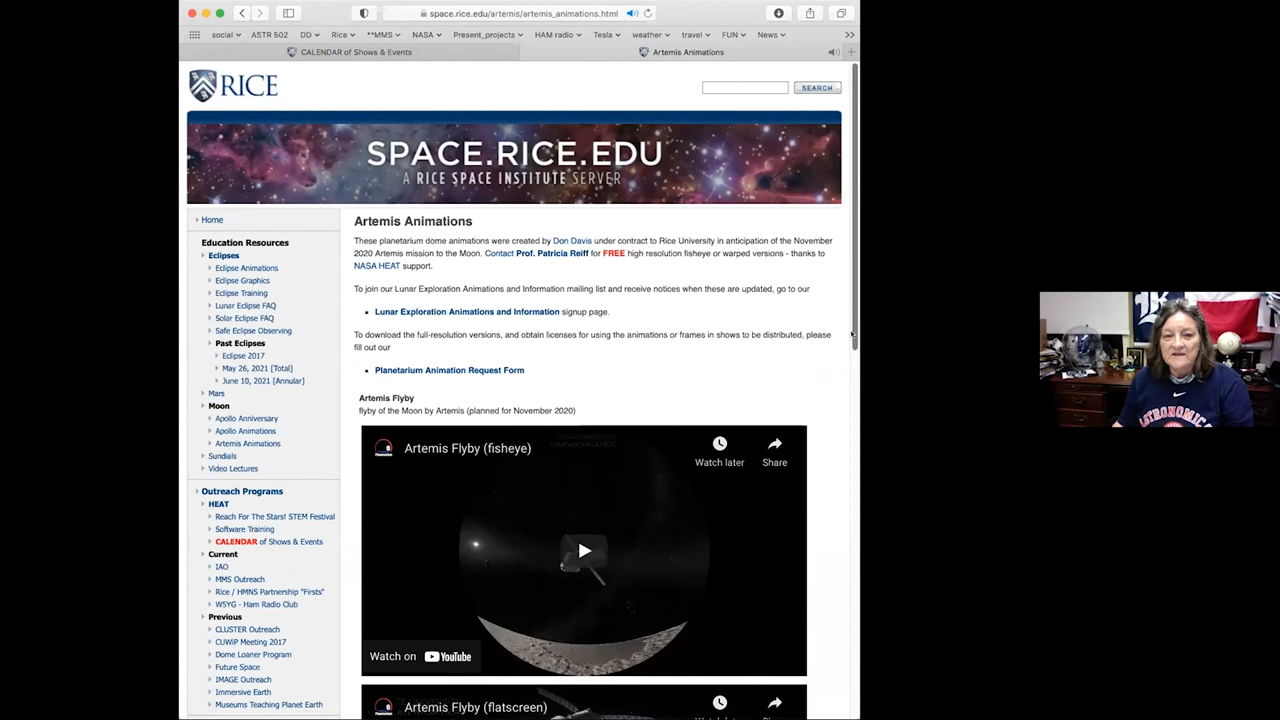 space.rice.edu/artemis/artemis_animations.html
social ASTR 502 DD Rice **MMS NASA Present_projects HAM radio Tesla weather travel FUN News
CALENDAR of Shows & Events
Artemis Animations
RICE
SEARCH
SPACE.RICE.EDU
A RICE SPACE INSTITUTE SERVER
Home
Education Resources
Eclipses
Eclipse Animations
Eclipse Graphics
Eclipse Training
Lunar Eclipse FAQ
Solar Eclipse FAQ
Safe Eclipse Observing
Past Eclipses
Eclipse 2017
May 26, 2021 [Total]
June 10, 2021 [Annular]
Mars
Moon
Apollo Anniversary
Apollo Animations
Artemis Animations
Sundials
Video Lectures
Outreach Programs
HEAT
Reach For The Stars! STEM Festival
Software Training
CALENDAR of Shows & Events
Current
IAO
MMS Outreach
Rice / HMNS Partnership "Firsts"
W5YG - Ham Radio Club
Previous
CLUSTER Outreach
CUWiP Meeting 2017
Dome Loaner Program
Future Space
IMAGE Outreach
Immersive Earth
Museums Teaching Planet Earth
Artemis Animations
These planetarium dome animations were created by Don Davis under contract to Rice University in anticipation of the November
2020 Artemis mission to the Moon. Contact Prof. Patricia Reiff for FREE high resolution fisheye or warped versions - thanks to
NASA HEAT support.
To join our Lunar Exploration Animations and Information mailing list and receive notices when these are updated, go to our
Lunar Exploration Animations and Information signup page.
To download the full-resolution versions, and obtain licenses for using the animations or frames in shows to be distributed, please
fill out our
Planetarium Animation Request Form
Artemis Flyby
flyby of the Moon by Artemis (planned for November 2020)
Artemis Flyby (fisheye)
Watch later
Share
Watch on YouTube
Artemis Flyby (flatscreen)
ASTRONOMICA